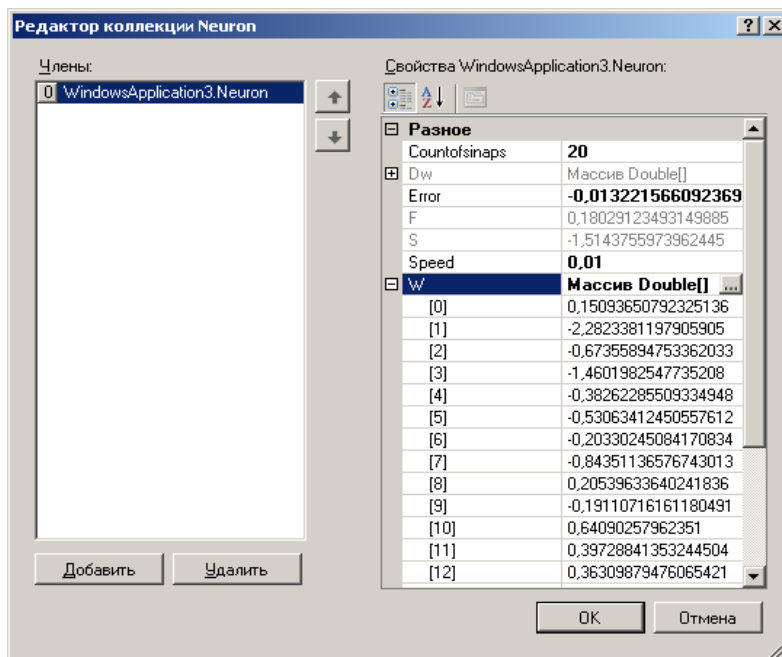 Редактор коллекции Neuron
Члены:
0 WindowsApplication3.Neuron
Добавить
Удалить
Свойства WindowsApplication3.Neuron:
Разное
Countofsinaps 20
Dw Массив Double[]
Error -0,013221566092369
F 0,18029123493149885
S -1,5143755973962445
Speed 0,01
W Массив Double[] ...
[0] 0,15093650792325136
[1] -2,2823381197905905
[2] -0,67355894753362033
[3] -1,4601982547735208
[4] -0,38262285509334948
[5] -0,53063412450557612
[6] -0,20330245084170834
[7] -0,84351136576743013
[8] 0,20539633640241836
[9] -0,19110716161180491
[10] 0,64090257962351
[11] 0,39728841353244504
[12] 0,36309879476065421
OK
Отмена